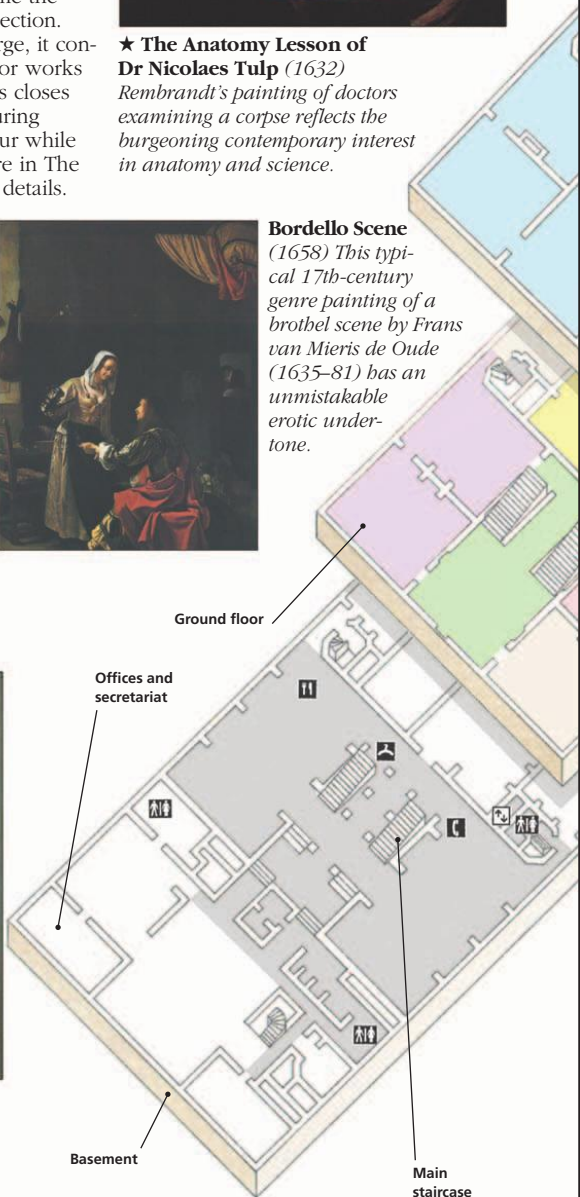 the
ection.
rge, it con-
or works
s closes
uring
ur while
re in The
details.
★ The Anatomy Lesson of
Dr Nicolaes Tulp (1632)
Rembrandt's painting of doctors
examining a corpse reflects the
burgeoning contemporary interest
in anatomy and science.
Bordello Scene
(1658) This typi-
cal 17th-century
genre painting of a
brothel scene by Frans
van Mieris de Oude
(1635–81) has an
unmistakable
erotic under-
tone.
Ground floor
Offices and
secretariat
Basement
Main
staircase